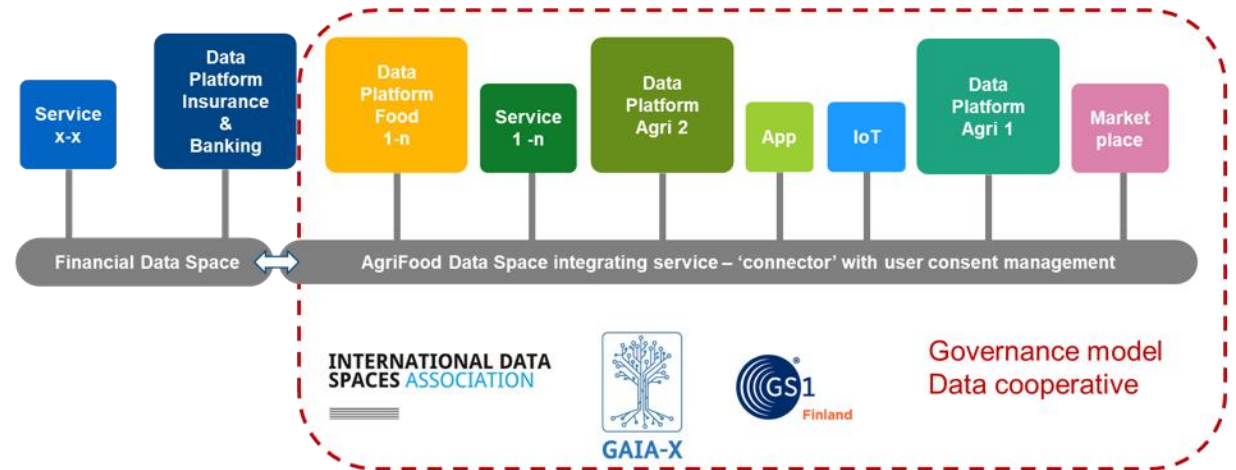 Service
x-x
Data
Platform
Insurance
&
Banking
Data
Platform
Food
1-n
Service
1 -n
Data
Platform
Agri 2
App
IoT
Data
Platform
Agri 1
Market
place
Financial Data Space
AgriFood Data Space integrating service – ‘connector’ with user consent management
INTERNATIONAL DATA
SPACES ASSOCIATION
GAIA-X
GS1
®
Finland
Governance model
Data cooperative